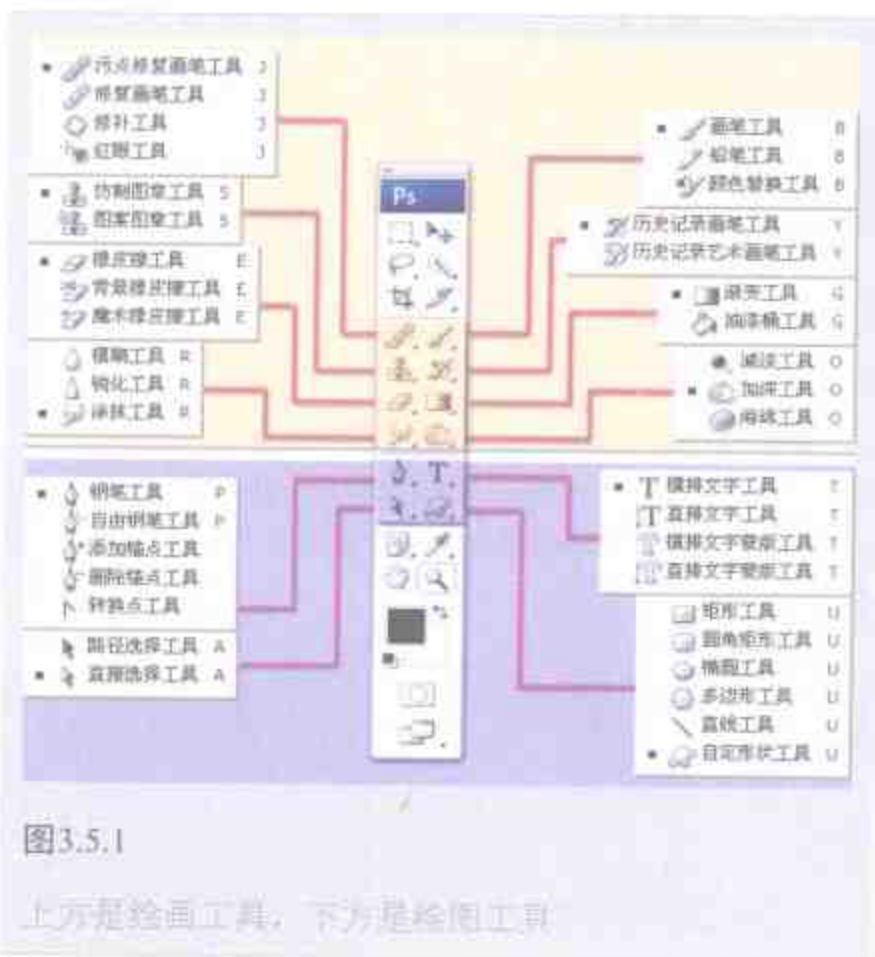 污点修复画笔工具 J
修复画笔工具 J
修补工具 J
红眼工具 J
仿制图章工具 S
图案图章工具 S
橡皮擦工具 E
背景橡皮擦工具 E
魔术橡皮擦工具 E
模糊工具 R
锐化工具 R
涂抹工具 R
Ps
画笔工具 B
铅笔工具 B
颜色替换工具 B
历史记录画笔工具 Y
历史记录艺术画笔工具 Y
渐变工具 G
油漆桶工具 G
减淡工具 O
加深工具 O
海绵工具 O
钢笔工具 P
自由钢笔工具 P
添加锚点工具
删除锚点工具
转换点工具
路径选择工具 A
直接选择工具 A
T
T 横排文字工具 T
T 直排文字工具 T
横排文字蒙版工具 T
直排文字蒙版工具 T
矩形工具 U
圆角矩形工具 U
椭圆工具 U
多边形工具 U
直线工具 U
自定形状工具 U
图3.5.1
上方是绘画工具，下方是绘图工具